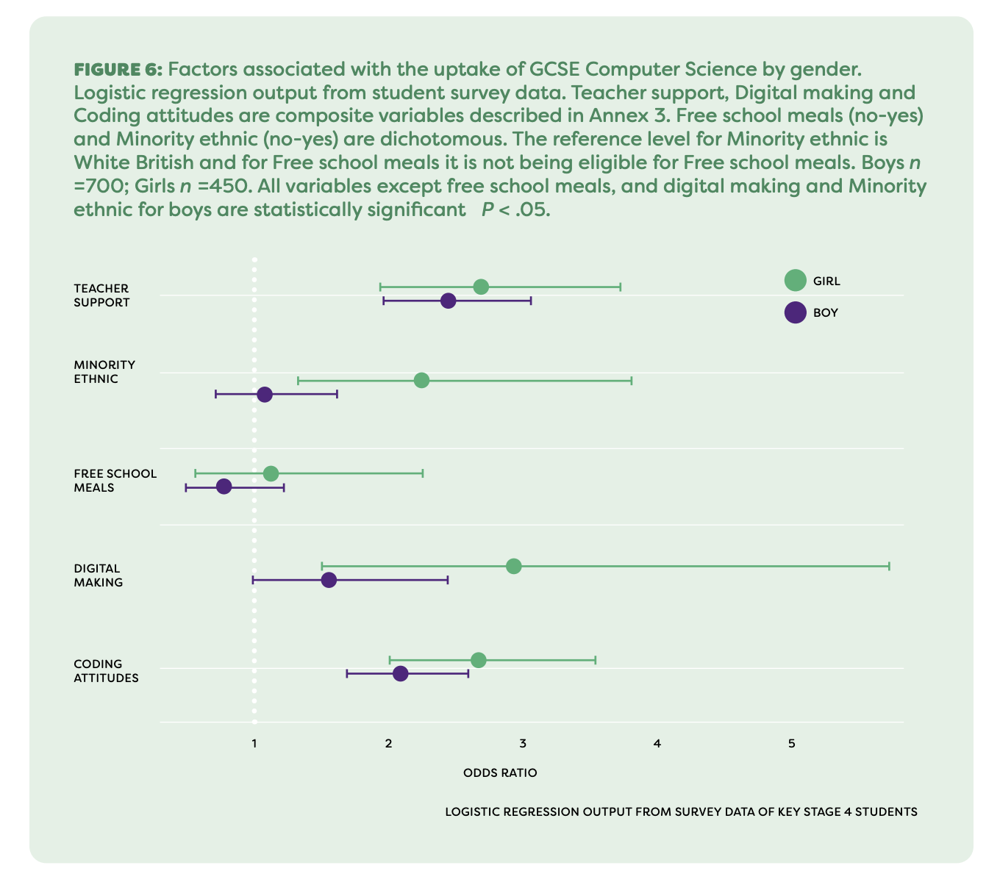 FIGURE 6: Factors associated with the uptake of GCSE Computer Science by gender.
Logistic regression output from student survey data. Teacher support, Digital making and
Coding attitudes are composite variables described in Annex 3. Free school meals (no-yes)
and Minority ethnic (no-yes) are dichotomous. The reference level for Minority ethnic is
White British and for Free school meals it is not being eligible for Free school meals. Boys n
=700; Girls n =450. All variables except free school meals, and digital making and Minority
ethnic for boys are statistically significant P < .05.
TEACHER
SUPPORT
GIRL
BOY
MINORITY
ETHNIC
FREE SCHOOL
MEALS
DIGITAL
MAKING
CODING
ATTITUDES
1 2 3 4 5
ODDS RATIO
LOGISTIC REGRESSION OUTPUT FROM SURVEY DATA OF KEY STAGE 4 STUDENTS